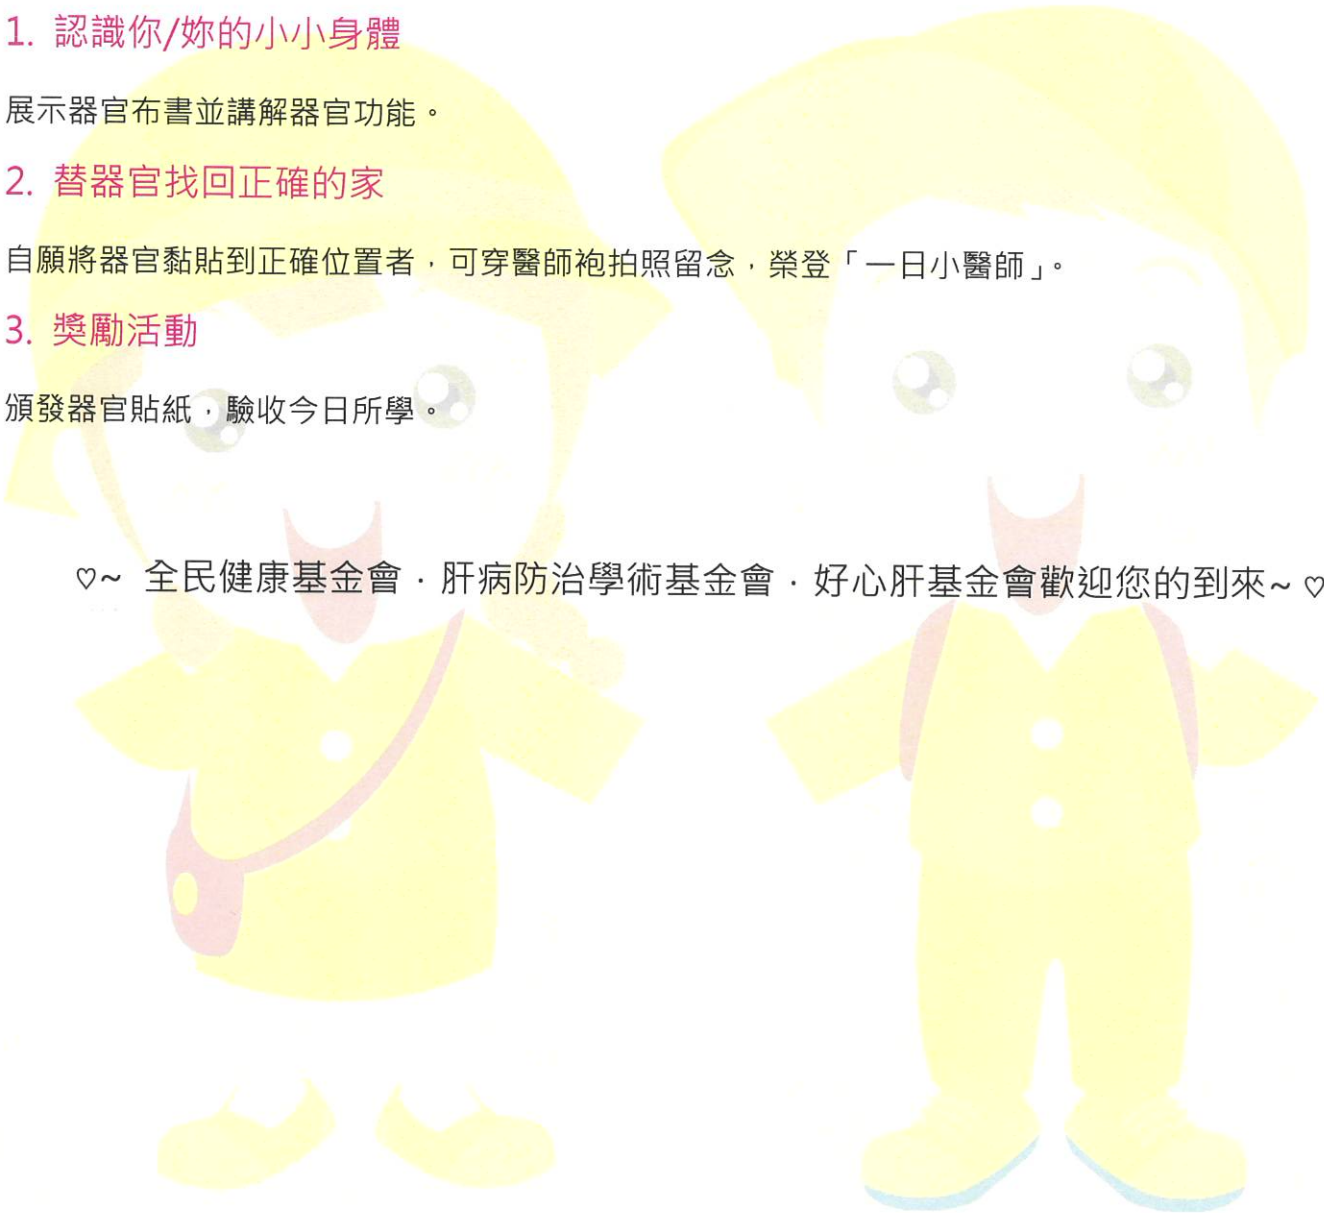 1. 認識你/妳的小小身體
展示器官布書並講解器官功能。
2. 替器官找回正確的家
自願將器官黏貼到正確位置者，可穿醫師袍拍照留念，榮登「一日小醫師」。
3. 獎勵活動
頒發器官貼紙，驗收今日所學。
♡~ 全民健康基金會．肝病防治學術基金會．好心肝基金會歡迎您的到來~ ♡